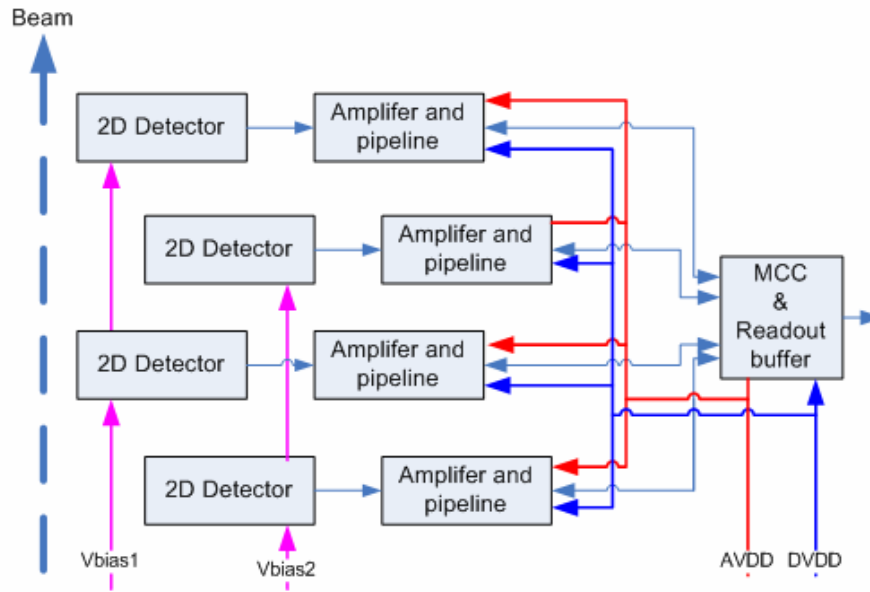 Beam
2D Detector
Amplifer and
pipeline
2D Detector
Amplifer and
pipeline
MCC
&
Readout
buffer
2D Detector
Amplifer and
pipeline
2D Detector
Amplifer and
pipeline
Vbias1
Vbias2
AVDD
DVDD